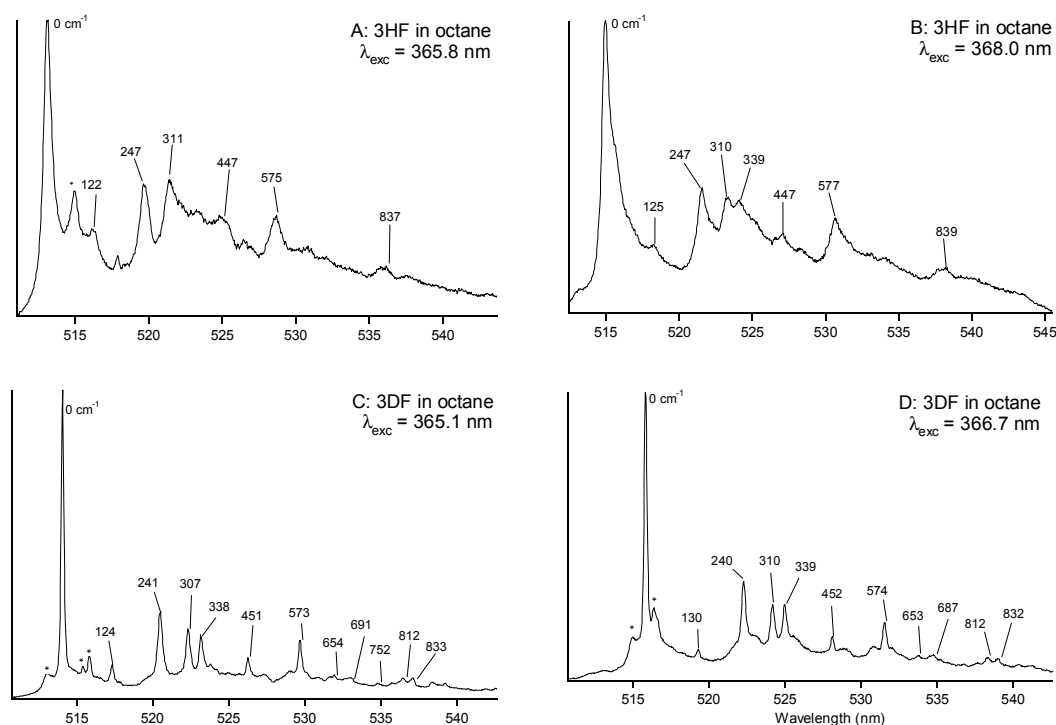 0 cm-1
A: 3HF in octane
λexc = 365.8 nm
*
122
247
311
447
575
837
515 520 525 530 535 540
0 cm-1
B: 3HF in octane
λexc = 368.0 nm
125
247
310
339
447
577
839
515 520 525 530 535 540 545
0 cm-1
C: 3DF in octane
λexc = 365.1 nm
* * *
124
241
307
338
451
573
654
691
752
812
833
515 520 525 530 535 540
0 cm-1
D: 3DF in octane
λexc = 366.7 nm
* *
130
240
310
339
452
574
653
687
812
832
515 520 525 530 535 540
Wavelength (nm)